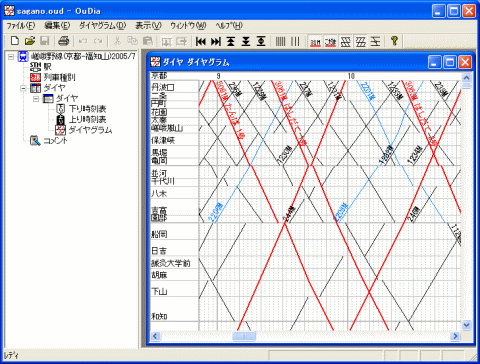 sagano.oud - OuDia
ファイル(F) 編集(E) ダイヤグラム(D) 表示(V) ウィンドウ(W) ヘルプ(H)
嵯峨野線(京都-福知山)2005/7
駅
列車種別
ダイヤ
ダイヤ
下り時刻表
上り時刻表
ダイヤグラム
コメント
ダイヤ ダイヤグラム
京都
9
10
丹波口
二条
円町
花園
太秦
嵯峨嵐山
保津峡
馬堀
亀岡
並河
千代川
八木
吉富
園部
船岡
日吉
鍼灸大学前
胡麻
下山
和知
レディ